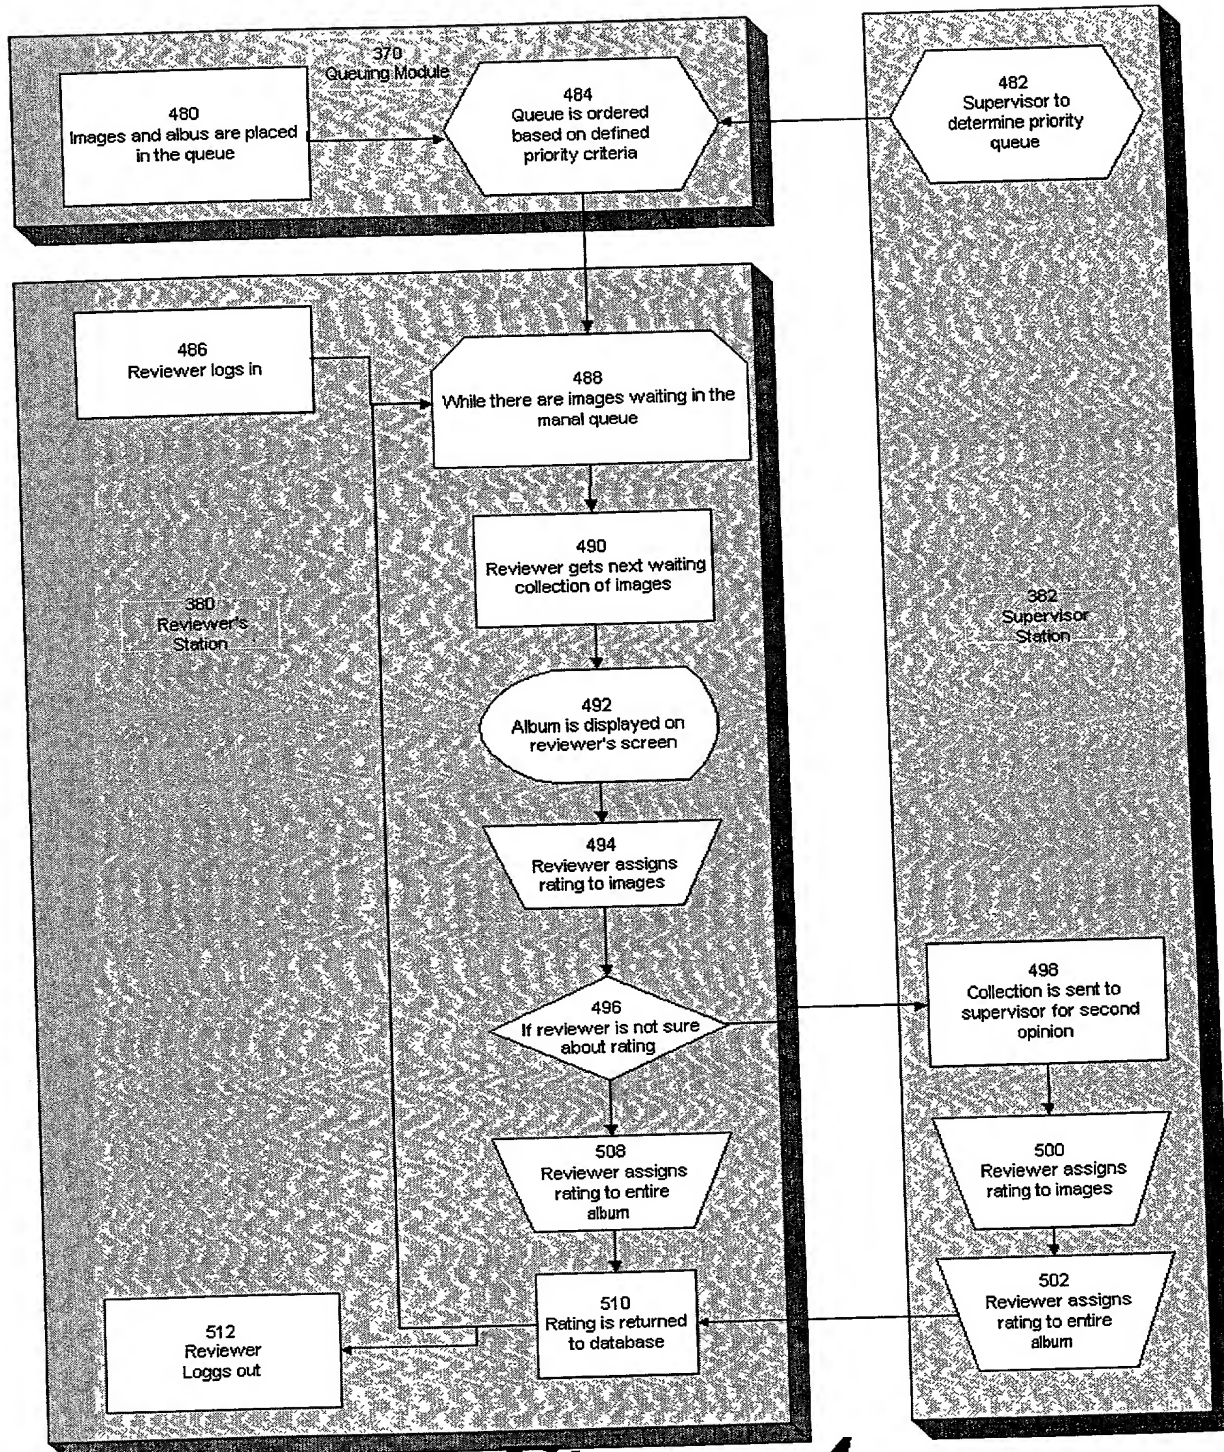 370
Queuing Module
480
Images and albus are placed
in the queue
484
Queue is ordered
based on defined
priority criteria
482
Supervisor to
determine priority
queue
486
Reviewer logs in
488
While there are images waiting in the
manal queue
490
Reviewer gets next waiting
collection of images
380
Reviewer's
Station
382
Supervisor
Station
492
Album is displayed on
reviewer's screen
494
Reviewer assigns
rating to images
496
If reviewer is not sure
about rating
498
Collection is sent to
supervisor for second
opinion
508
Reviewer assigns
rating to entire
album
500
Reviewer assigns
rating to images
510
Rating is returned
to database
502
Reviewer assigns
rating to entire
album
512
Reviewer
Loggs out